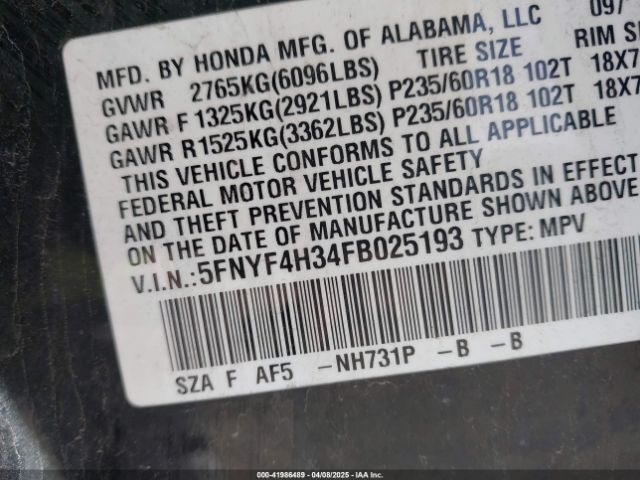 MFD. BY HONDA MFG. OF ALABAMA, LLC 097
GVWR 2765KG(6096LBS) TIRE SIZE RIM SI
GAWR F 1325KG(2921LBS) P235/60R18 102T 18X7
GAWR R1525KG(3362LBS) P235/60R18 102T 18X7
THIS VEHICLE CONFORMS TO ALL APPLICABLE
FEDERAL MOTOR VEHICLE SAFETY
AND THEFT PREVENTION STANDARDS IN EFFECT
ON THE DATE OF MANUFACTURE SHOWN ABOVE
V.I.N.:5FNYF4H34FB025193 TYPE: MPV
SZA F AF5 -NH731P -B -B
000-41986489 | 04/08/2025 - IAA Inc.